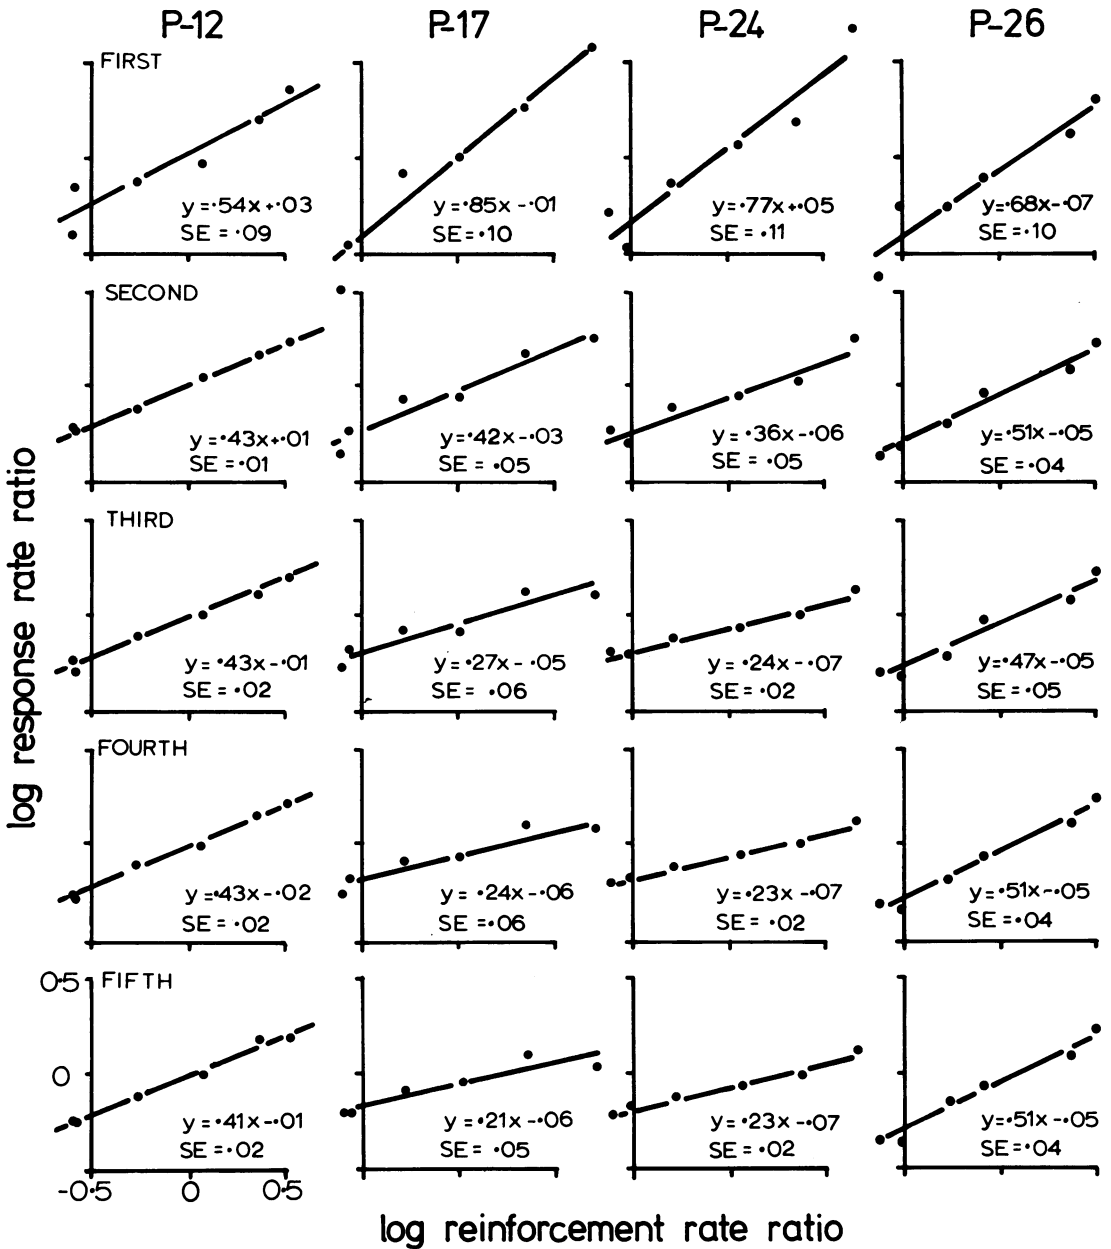 P-12 P-17 P-24 P-26
FIRST
y=·54x+·03 y=·85x-·01 y=·77x+·05 y=·68x-·07
SE=·09 SE=·10 SE=·11 SE=·10
SECOND
y=·43x+·01 y=·42x-·03 y=·36x-·06 y=·51x-·05
SE=·01 SE=·05 SE=·05 SE=·04
THIRD
y=·43x-·01 y=·27x-·05 y=·24x-·07 y=·47x-·05
SE=·02 SE=·06 SE=·02 SE=·05
FOURTH
y=·43x-·02 y=·24x-·06 y=·23x-·07 y=·51x-·05
SE=·02 SE=·06 SE=·02 SE=·04
0·5 FIFTH
0
y=·41x-·01 y=·21x-·06 y=·23x-·07 y=·51x-·05
SE=·02 SE=·05 SE=·02 SE=·04
-0·5 0 0·5
log response rate ratio
log reinforcement rate ratio